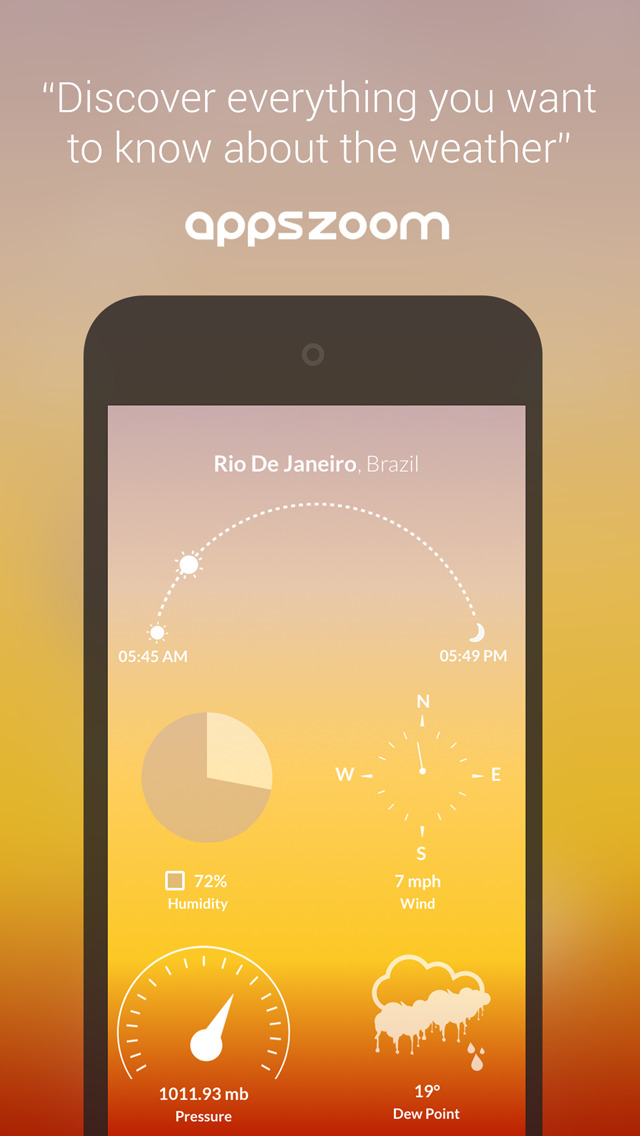 “Discover everything you want
to know about the weather”
appszoom
Rio De Janeiro, Brazil
05:45 AM
05:49 PM
N
W
E
S
72%
Humidity
7 mph
Wind
1011.93 mb
Pressure
19°
Dew Point